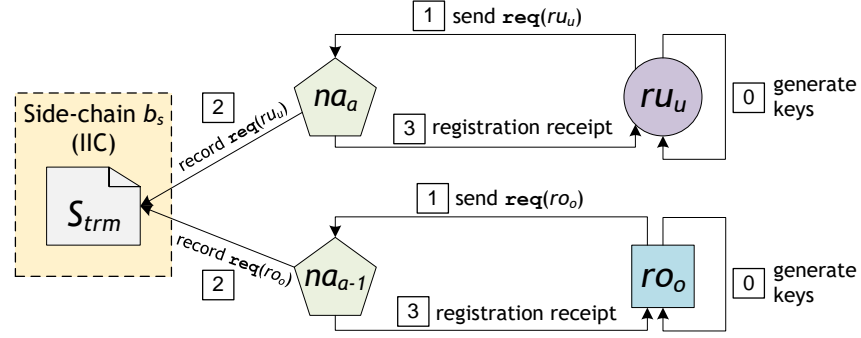 1 send req(ru_u)
2
na_a
ru_u
0 generate
keys
Side-chain b_s
(IIC)
record req(ru_u)
3 registration receipt
S_trm
1 send req(ro_o)
record req(ro_o)
2
na_a-1
ro_o
0 generate
keys
3 registration receipt